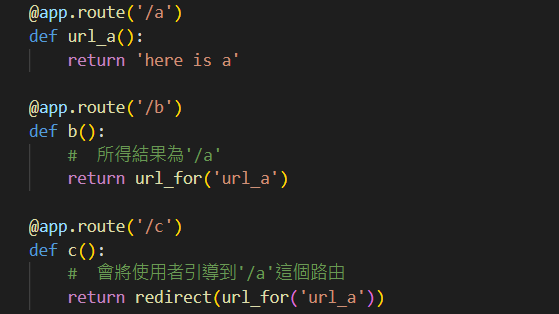 @app.route('/a')
def url_a():
    return 'here is a'
@app.route('/b')
def b():
    #  所得結果為'/a'
    return url_for('url_a')
@app.route('/c')
def c():
    #  會將使用者引導到'/a'這個路由
    return redirect(url_for('url_a'))